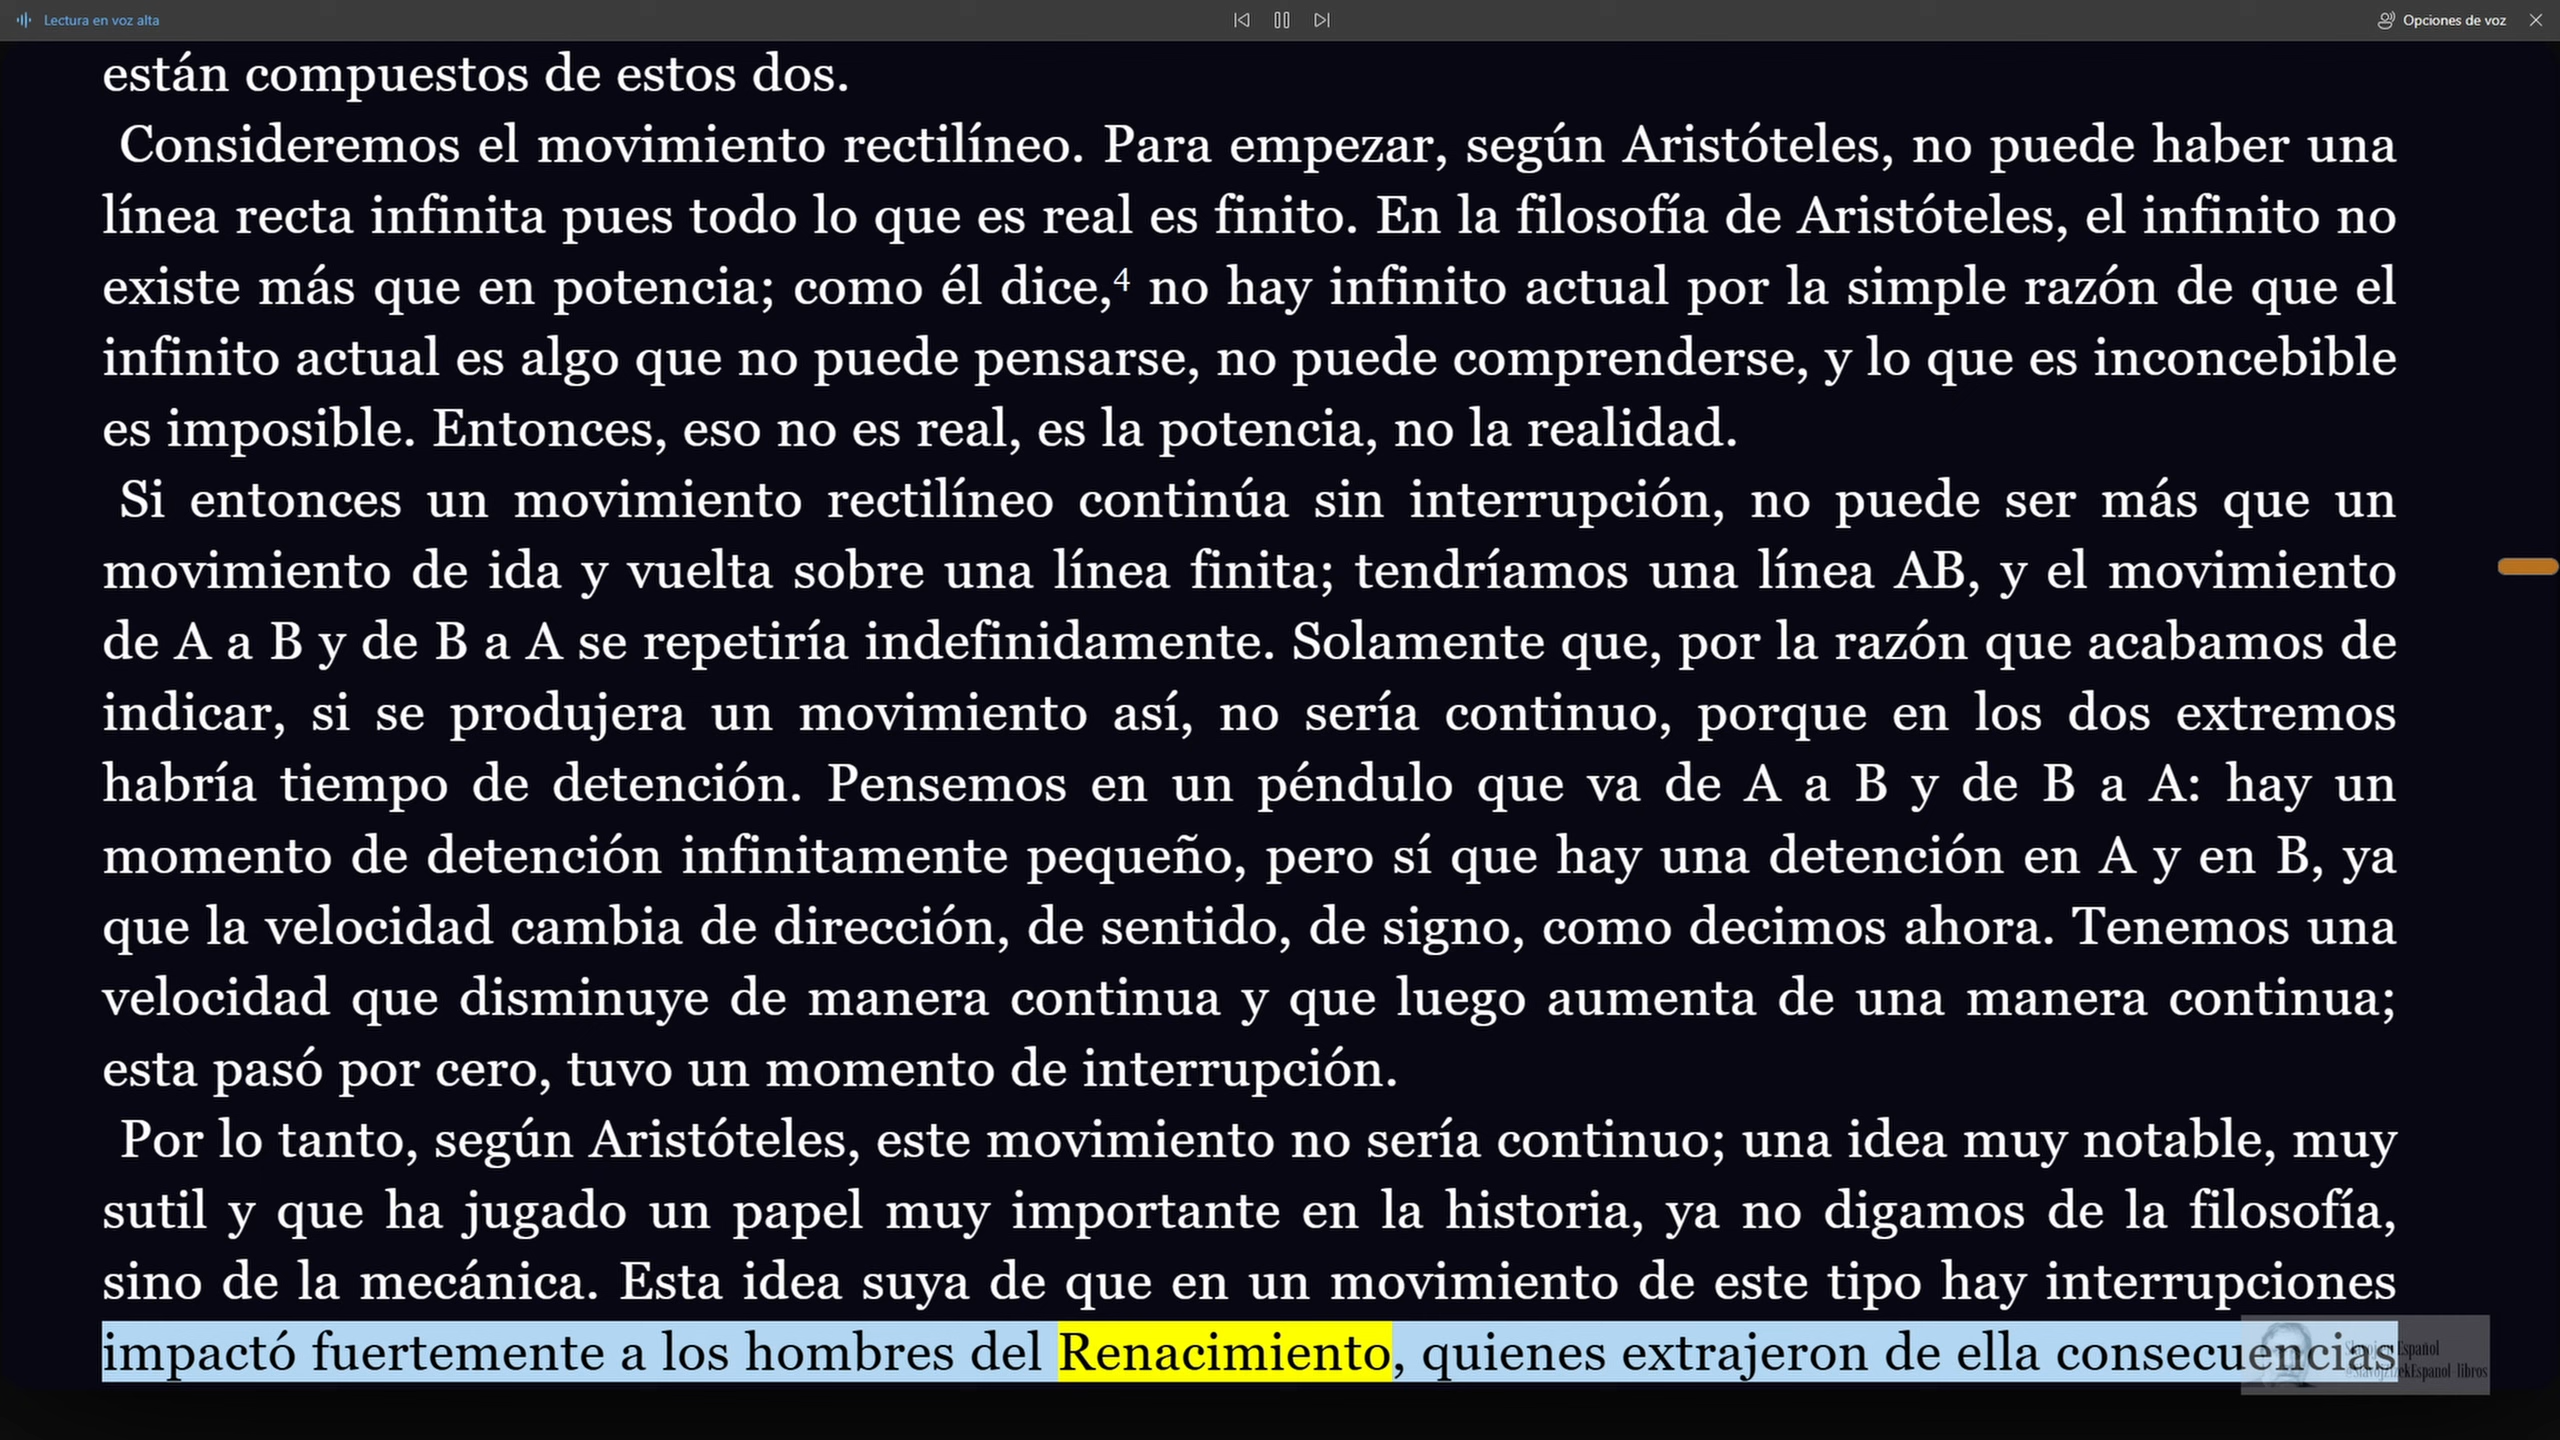 Lectura en voz alta
Opciones de voz
están compuestos de estos dos.
Consideremos el movimiento rectilíneo. Para empezar, según Aristóteles, no puede haber una
línea recta infinita pues todo lo que es real es finito. En la filosofía de Aristóteles, el infinito no
existe más que en potencia; como él dice,⁴ no hay infinito actual por la simple razón de que el
infinito actual es algo que no puede pensarse, no puede comprenderse, y lo que es inconcebible
es imposible. Entonces, eso no es real, es la potencia, no la realidad.
Si entonces un movimiento rectilíneo continúa sin interrupción, no puede ser más que un
movimiento de ida y vuelta sobre una línea finita; tendríamos una línea AB, y el movimiento
de A a B y de B a A se repetiría indefinidamente. Solamente que, por la razón que acabamos de
indicar, si se produjera un movimiento así, no sería continuo, porque en los dos extremos
habría tiempo de detención. Pensemos en un péndulo que va de A a B y de B a A: hay un
momento de detención infinitamente pequeño, pero sí que hay una detención en A y en B, ya
que la velocidad cambia de dirección, de sentido, de signo, como decimos ahora. Tenemos una
velocidad que disminuye de manera continua y que luego aumenta de una manera continua;
esta pasó por cero, tuvo un momento de interrupción.
Por lo tanto, según Aristóteles, este movimiento no sería continuo; una idea muy notable, muy
sutil y que ha jugado un papel muy importante en la historia, ya no digamos de la filosofía,
sino de la mecánica. Esta idea suya de que en un movimiento de este tipo hay interrupciones
impactó fuertemente a los hombres del Renacimiento, quienes extrajeron de ella consecuencias
Español